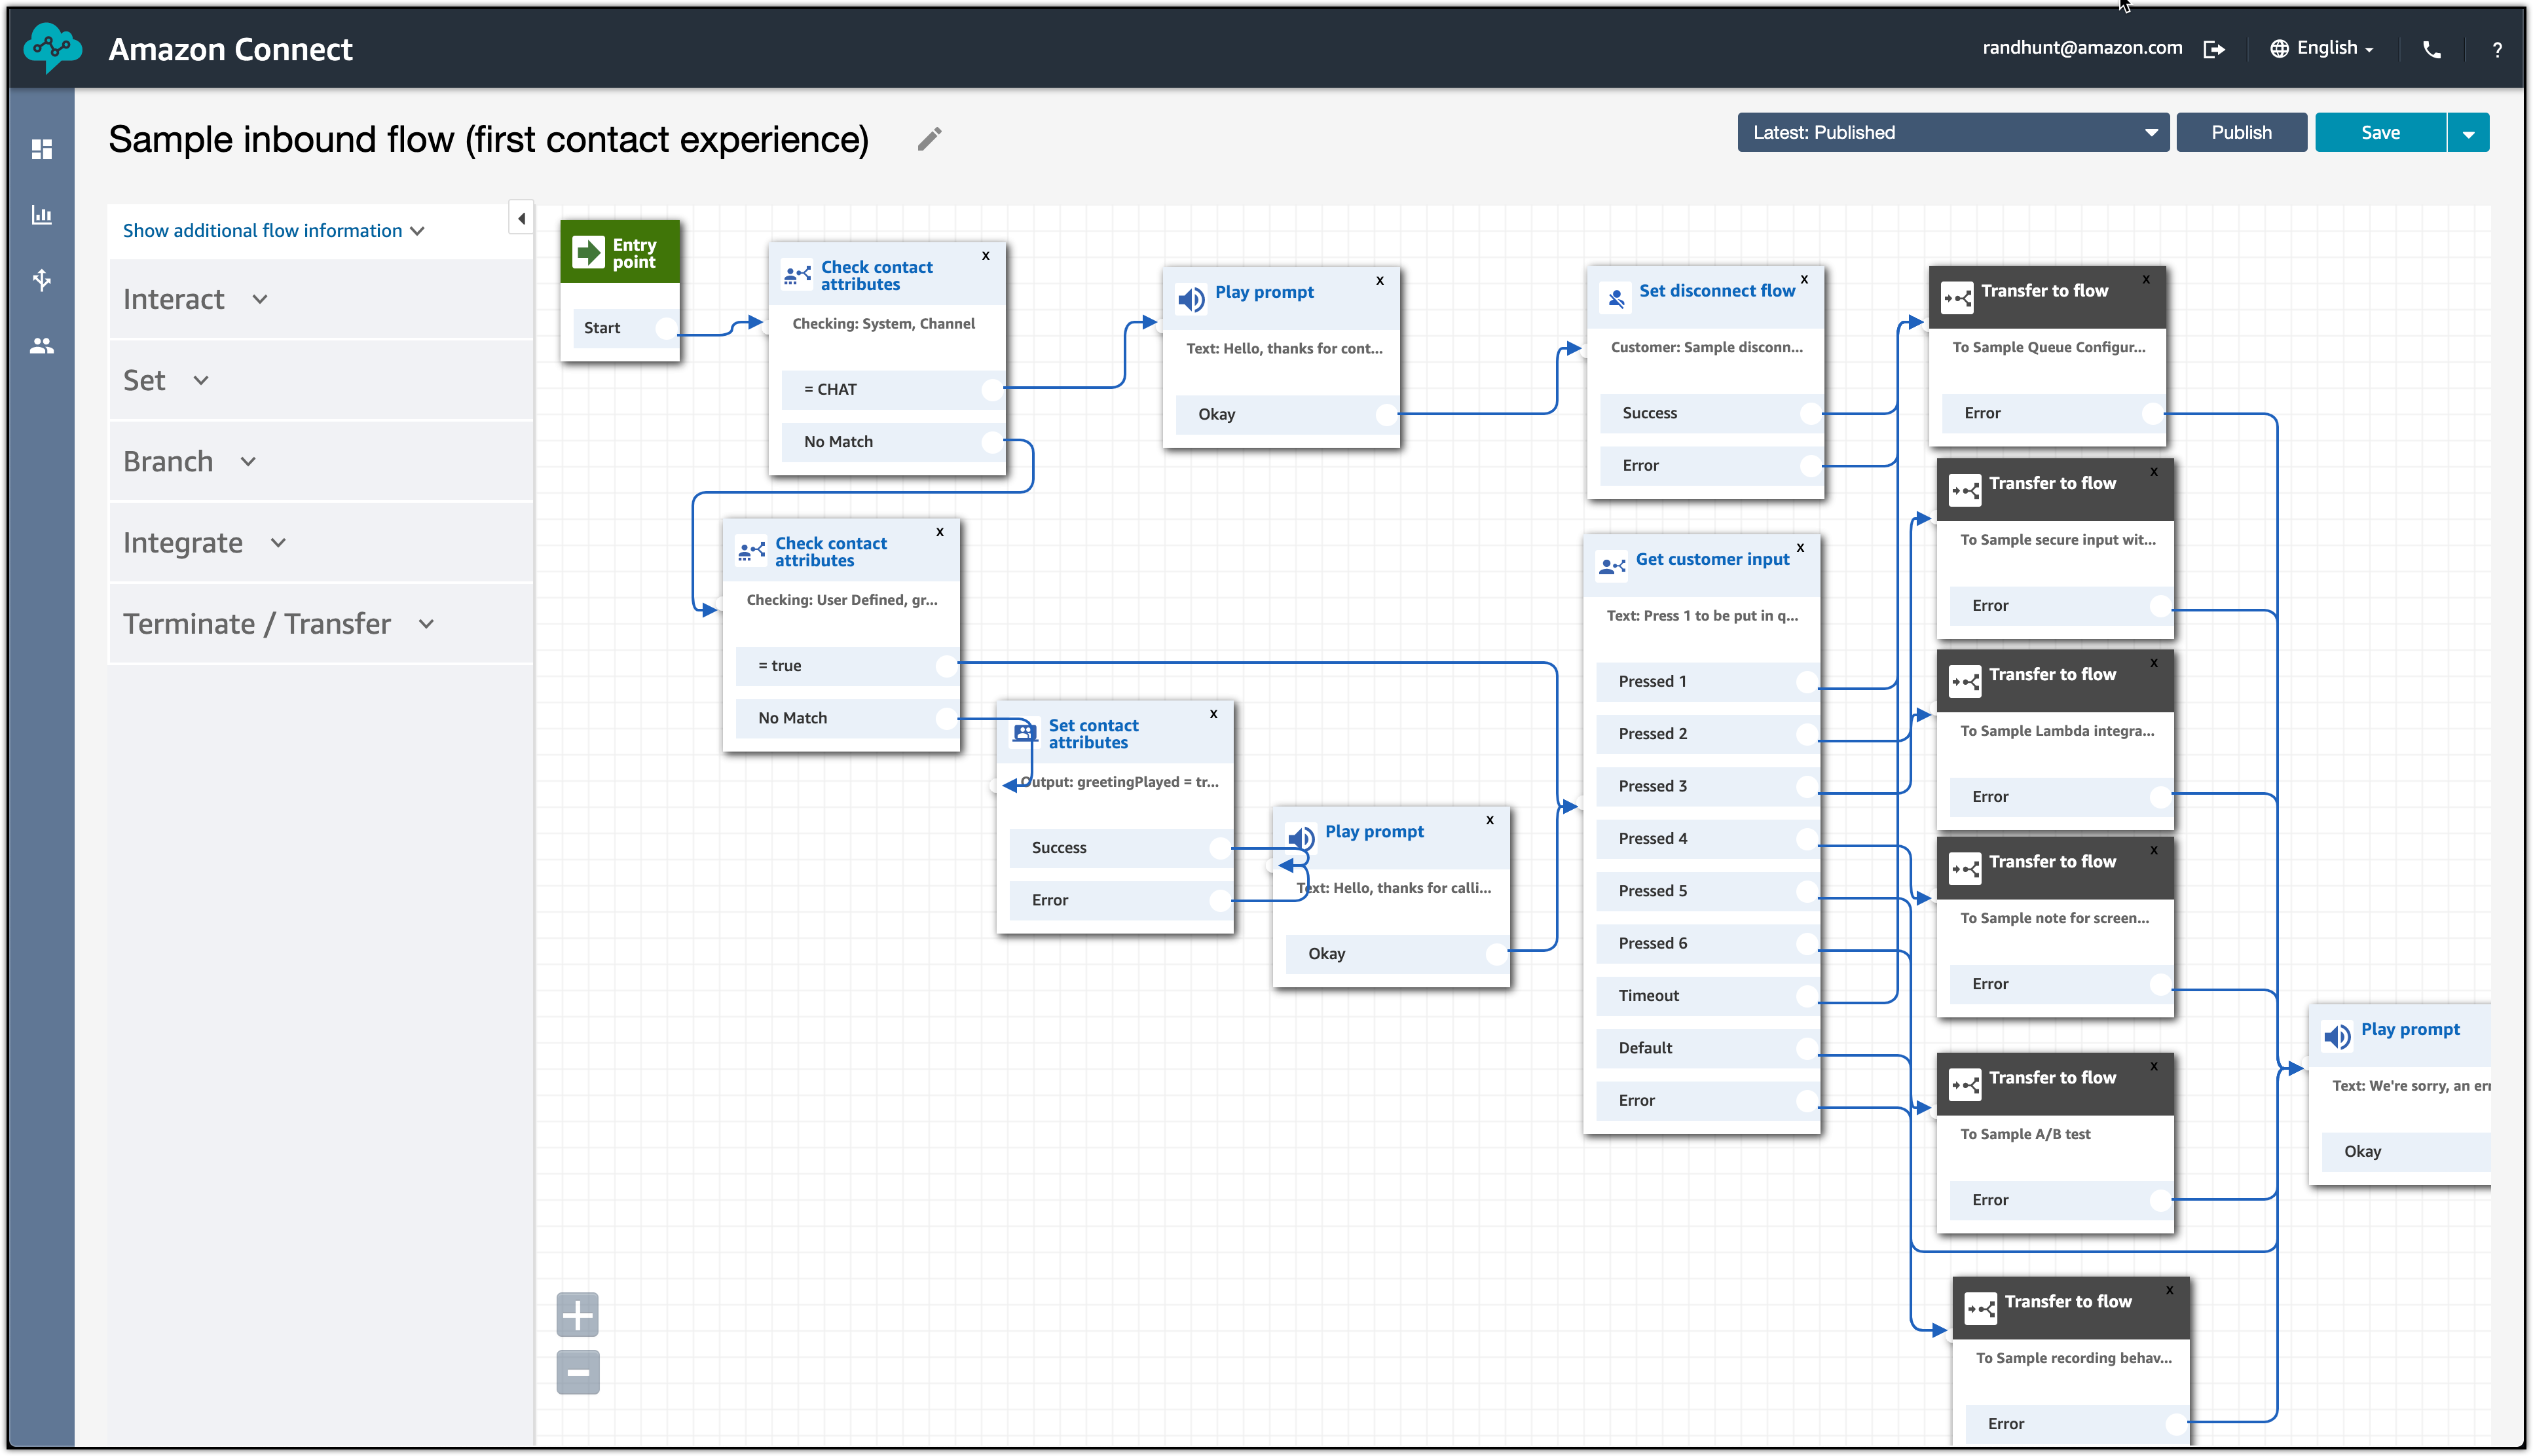 Amazon Connect
randhunt@amazon.com
English
?
Sample inbound flow (first contact experience)
Latest: Published
Publish
Save
Show additional flow information
Interact
Set
Branch
Integrate
Terminate / Transfer
Entry
point
Start
Check contact
attributes
x
Checking: System, Channel
= CHAT
No Match
Play prompt
x
Text: Hello, thanks for cont...
Okay
Set disconnect flow
x
Customer: Sample disconn...
Success
Error
Transfer to flow
x
To Sample Queue Configur...
Error
Check contact
attributes
x
Checking: User Defined, gr...
= true
No Match
Set contact
attributes
x
Output: greetingPlayed = tr...
Success
Error
Play prompt
x
Text: Hello, thanks for calli...
Okay
Get customer input
x
Text: Press 1 to be put in q...
Pressed 1
Pressed 2
Pressed 3
Pressed 4
Pressed 5
Pressed 6
Timeout
Default
Error
Transfer to flow
x
To Sample secure input wit...
Error
Transfer to flow
x
To Sample Lambda integra...
Error
Transfer to flow
x
To Sample note for screen...
Error
Transfer to flow
x
To Sample A/B test
Error
Transfer to flow
x
To Sample recording behav...
Error
Play prompt
Text: We're sorry, an err
Okay